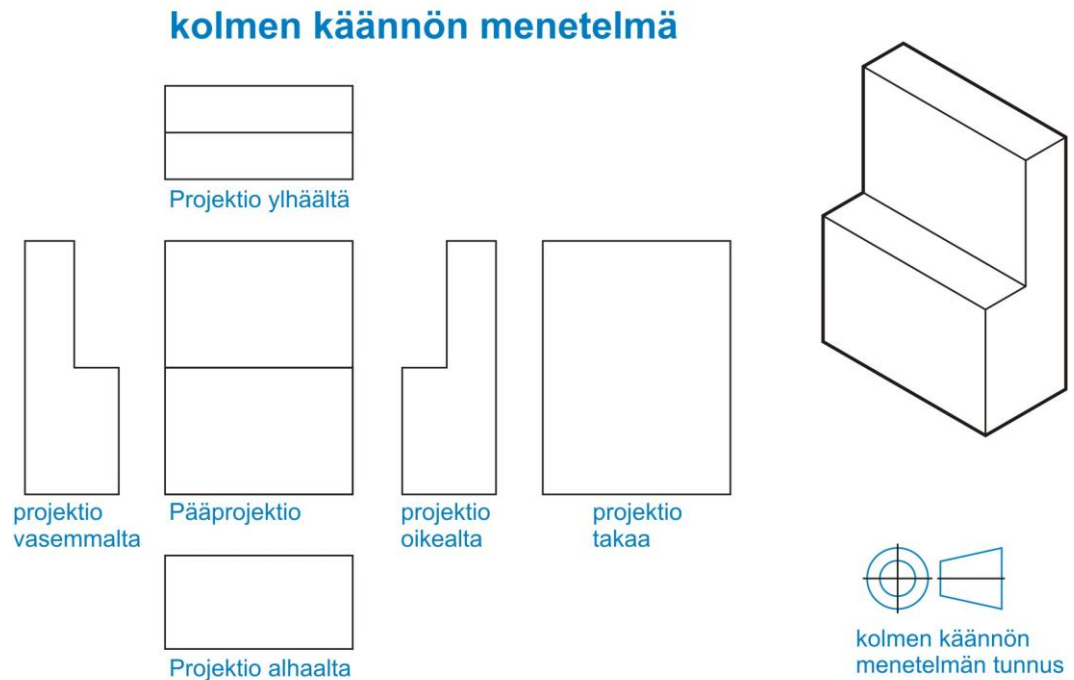 kolmen käännön menetelmä
Projektio ylhäältä
projektio
vasemmalta
Pääprojektio
projektio
oikealta
projektio
takaa
Projektio alhaalta
kolmen käännön
menetelmän tunnus